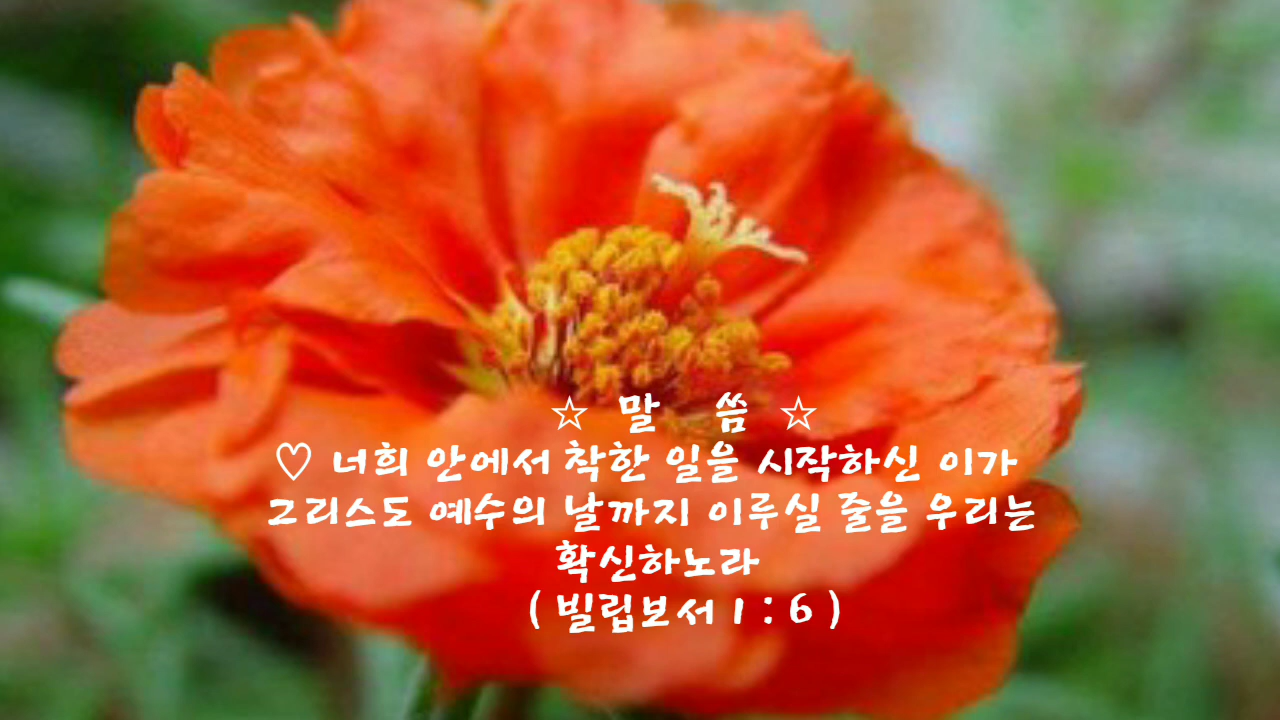 ☆ 말 씀 ☆
♡ 너희 안에서 착한 일을 시작하신 이가
그리스도 예수의 날까지 이루실 줄을 우리는
확신하노라
( 빌립보서 1 : 6 )